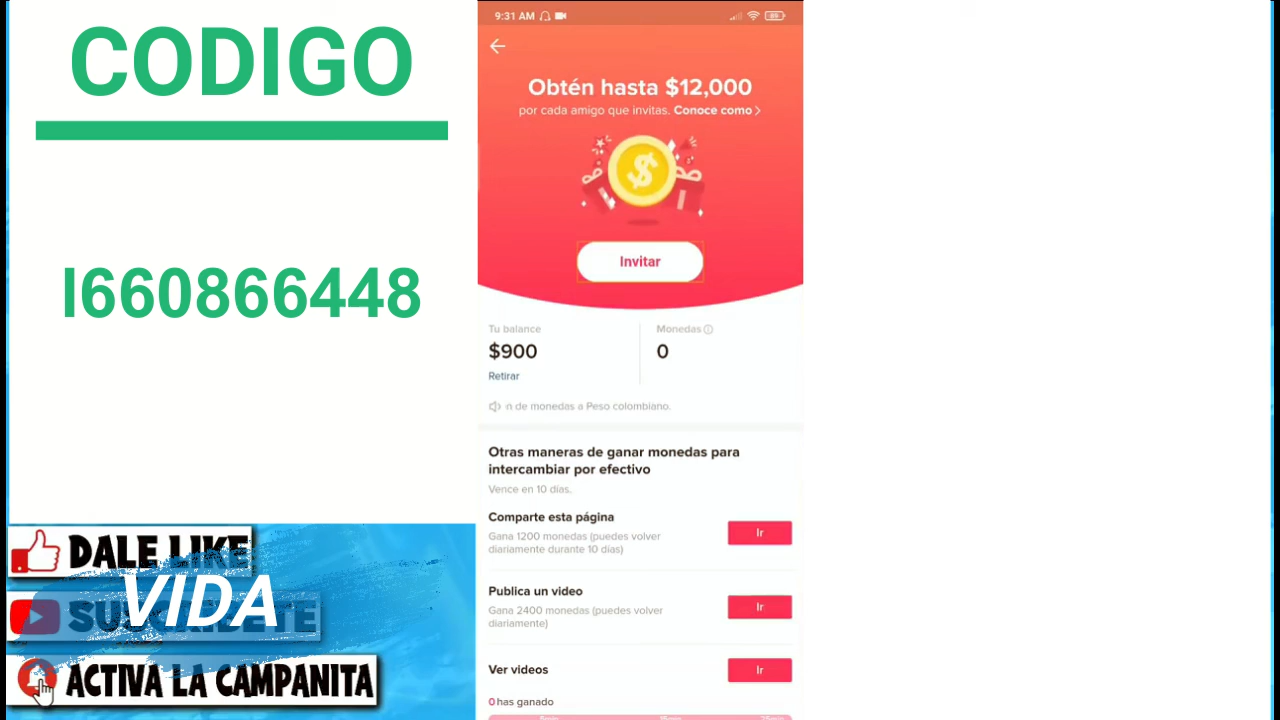 CODIGO
I660866448
DALE LIKE
VIDA
SUSCRIBETE
ACTIVA LA CAMPANITA
9:31 AM
Obtén hasta $12,000
por cada amigo que invitas. Conoce como >
$
Invitar
Tu balance
$900
Retirar
Monedas
0
n de monedas a Peso colombiano.
Otras maneras de ganar monedas para
intercambiar por efectivo
Vence en 10 días.
Comparte esta página
Gana 1200 monedas (puedes volver
diariamente durante 10 días)
Ir
Publica un video
Gana 2400 monedas (puedes volver
diariamente)
Ir
Ver videos
Ir
0 has ganado